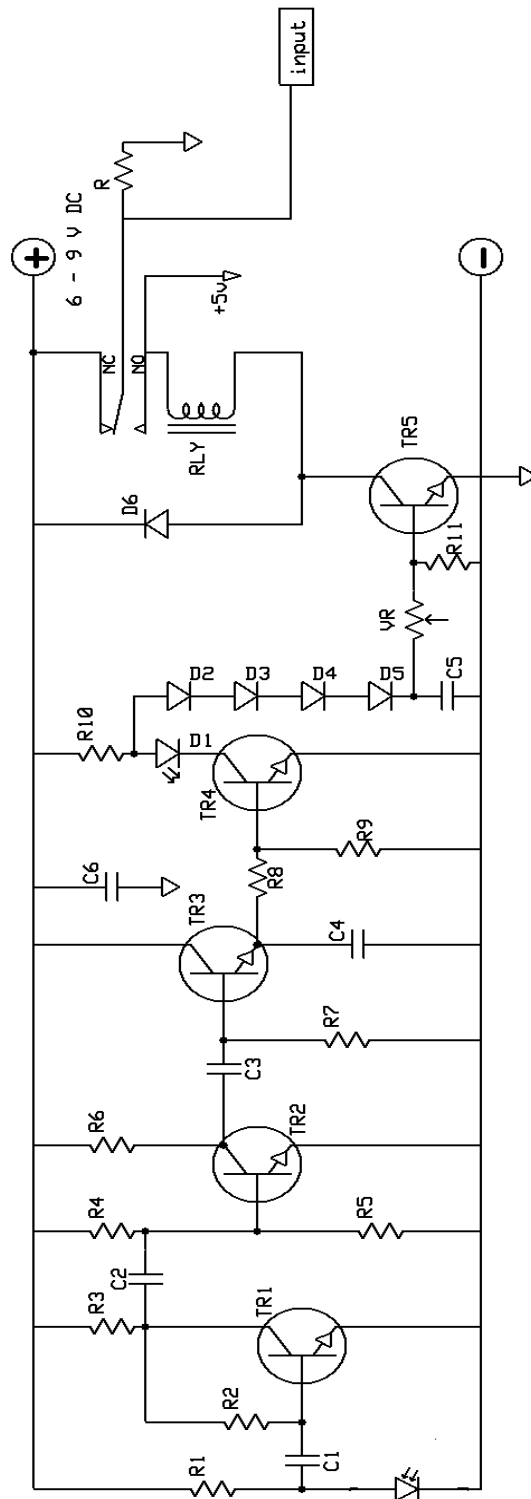 input
R
6 - 9 V DC
+
-
NC
NO
+5v
RLY
D6
TR5
R11
VR
D2
D3
D4
D5
C5
R10
D1
TR4
R9
R8
C6
TR3
C4
R7
C3
R6
TR2
R4
R5
C2
R3
TR1
R2
C1
R1